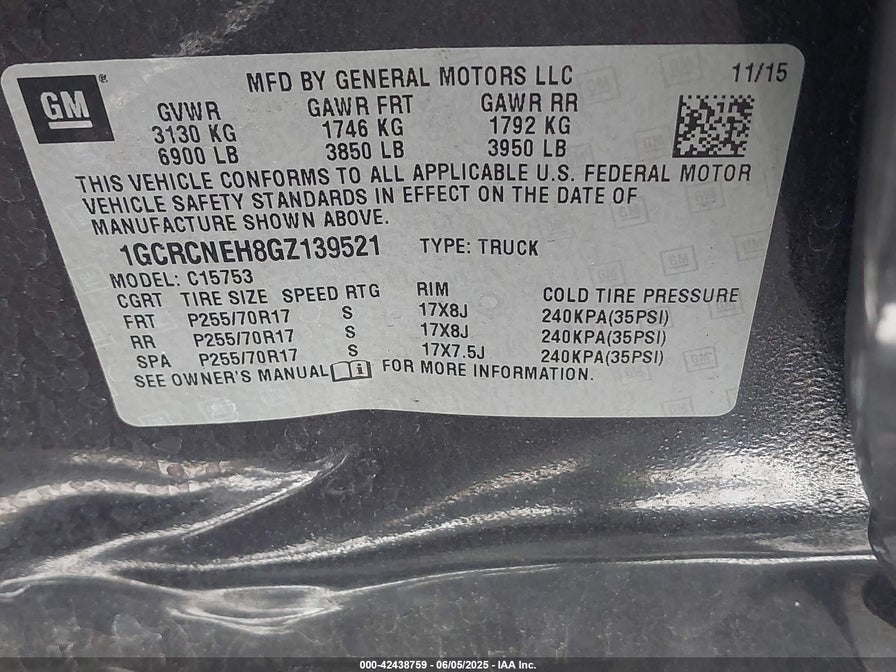 GM
MFD BY GENERAL MOTORS LLC 11/15
GVWR GAWR FRT GAWR RR
3130 KG 1746 KG 1792 KG
6900 LB 3850 LB 3950 LB
THIS VEHICLE CONFORMS TO ALL APPLICABLE U.S. FEDERAL MOTOR
VEHICLE SAFETY STANDARDS IN EFFECT ON THE DATE OF
MANUFACTURE SHOWN ABOVE.
1GCRCNEH8GZ139521 TYPE: TRUCK
MODEL: C15753
CGRT TIRE SIZE SPEED RTG RIM COLD TIRE PRESSURE
FRT P255/70R17 S 17X8J 240KPA(35PSI)
RR P255/70R17 S 17X8J 240KPA(35PSI)
SPA P255/70R17 S 17X7.5J 240KPA(35PSI)
SEE OWNER'S MANUAL i FOR MORE INFORMATION.
000-42438759 - 06/05/2025 - IAA Inc.